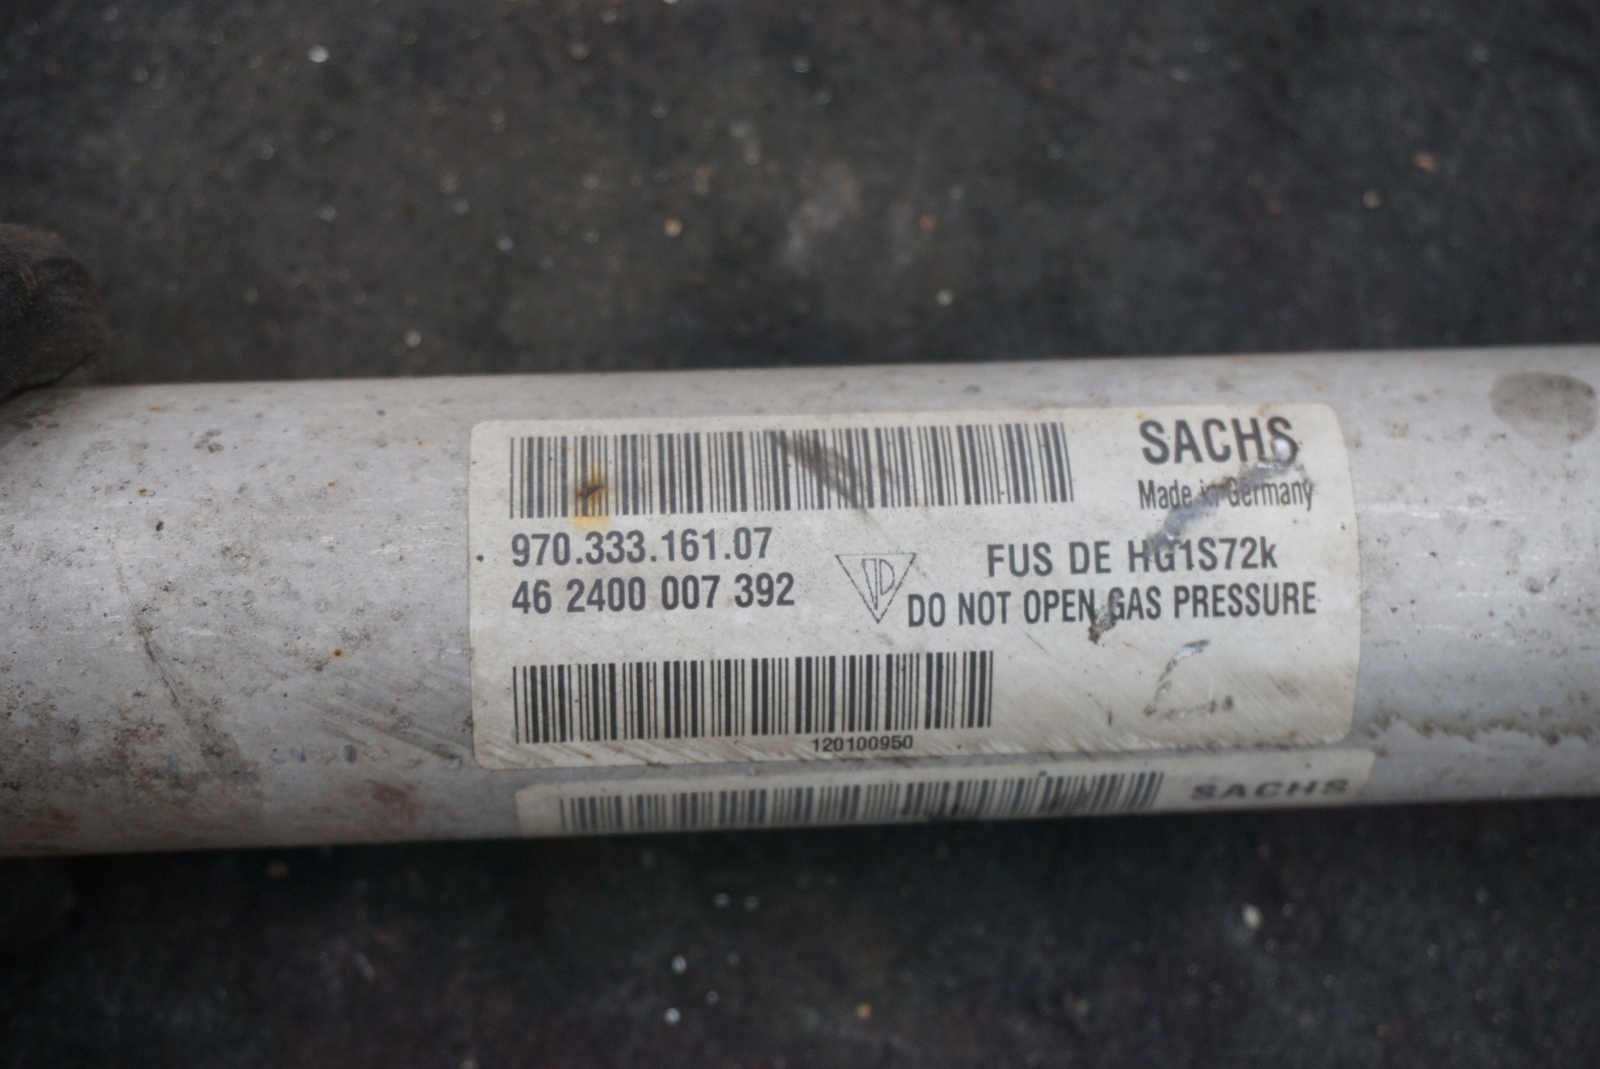 SACHS
Made in Germany
970.333.161.07
46 2400 007 392
FUS DE HG1S72k
DO NOT OPEN GAS PRESSURE
120100950
SACHS